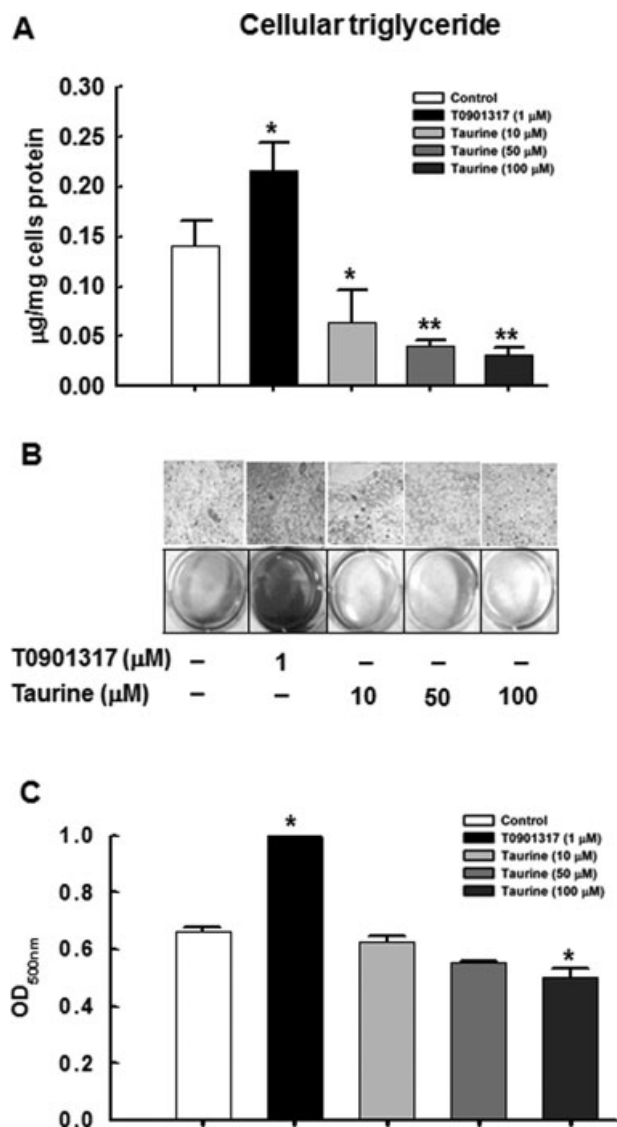 A
Cellular triglyceride
μg/mg cells protein
0.30
0.25
0.20
0.15
0.10
0.05
0.00
Control
T0901317 (1 μM)
Taurine (10 μM)
Taurine (50 μM)
Taurine (100 μM)
*
*
**
**
B
T0901317 (μM) – 1 – – –
Taurine (μM) – – 10 50 100
C
OD500nm
1.0
0.8
0.6
0.4
0.2
0.0
Control
T0901317 (1 μM)
Taurine (10 μM)
Taurine (50 μM)
Taurine (100 μM)
*
*